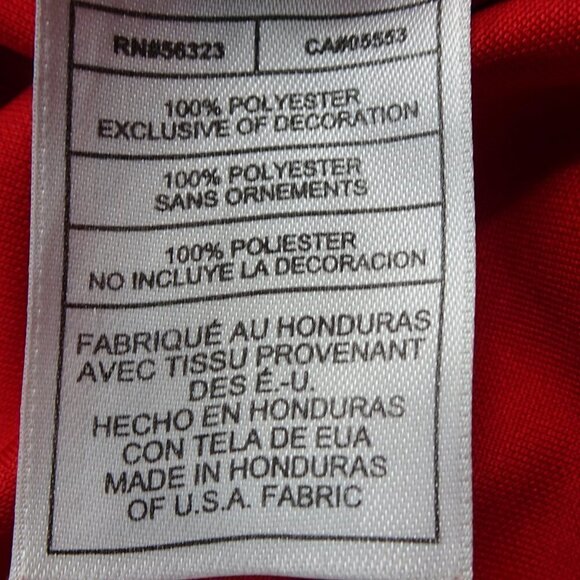 RN#56323 CA#05553
100% POLYESTER
EXCLUSIVE OF DECORATION
100% POLYESTER
SANS ORNEMENTS
100% POLIESTER
NO INCLUYE LA DECORACION
FABRIQUÉ AU HONDURAS
AVEC TISSU PROVENANT
DES É.-U.
HECHO EN HONDURAS
CON TELA DE EUA
MADE IN HONDURAS
OF U.S.A. FABRIC